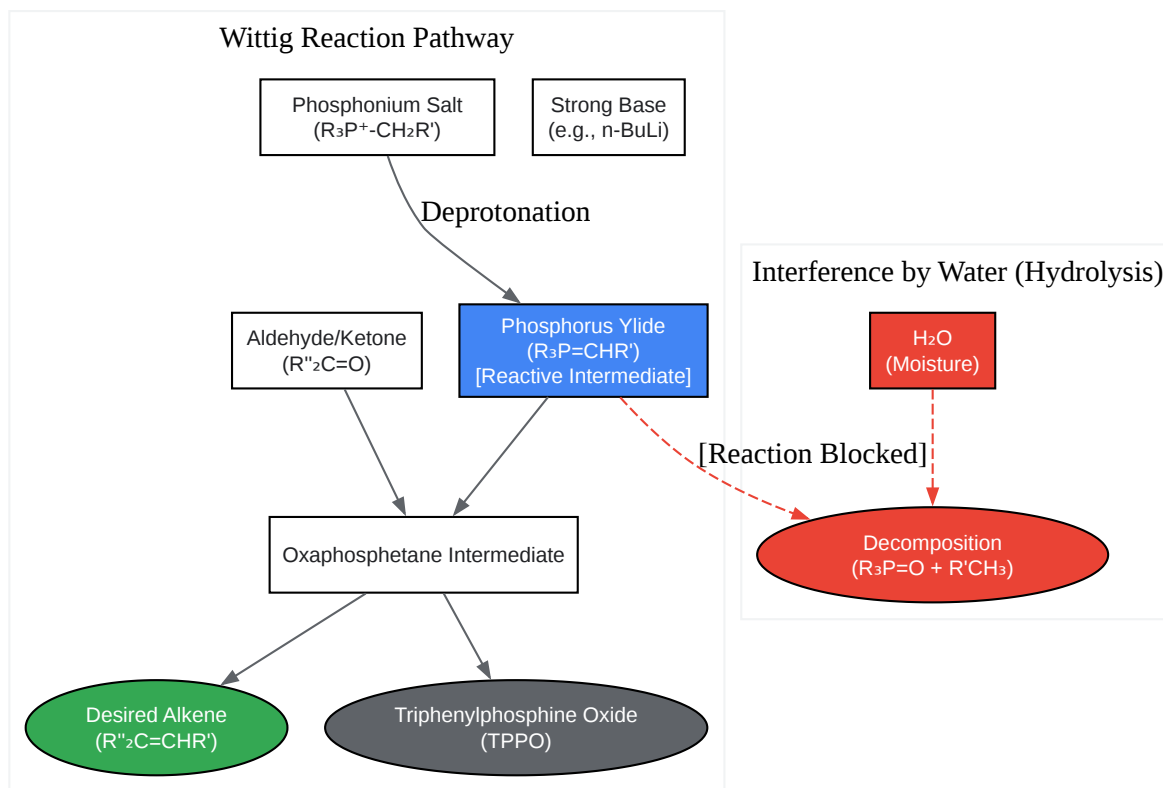 Wittig Reaction Pathway
Phosphonium Salt
(R₃P⁺-CH₂R')
Strong Base
(e.g., n-BuLi)
Deprotonation
Aldehyde/Ketone
(R"₂C=O)
Phosphorus Ylide
(R₃P=CHR')
[Reactive Intermediate]
Oxaphosphetane Intermediate
Desired Alkene
(R"₂C=CHR')
Triphenylphosphine Oxide
(TPPO)
Interference by Water (Hydrolysis)
H₂O
(Moisture)
[Reaction Blocked]
Decomposition
(R₃P=O + R'CH₃)